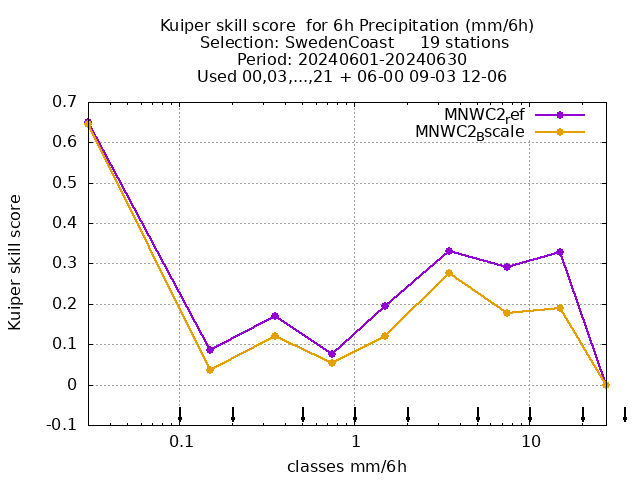 Kuiper skill score  for 6h Precipitation (mm/6h)
Selection: SwedenCoast     19 stations
Period: 20240601-20240630
Used 00,03,...,21 + 06-00 09-03 12-06
MNWC2ref
MNWC2Bscale
0.7
0.6
0.5
0.4
0.3
0.2
0.1
0
-0.1
Kuiper skill score
0.1 1 10
classes mm/6h